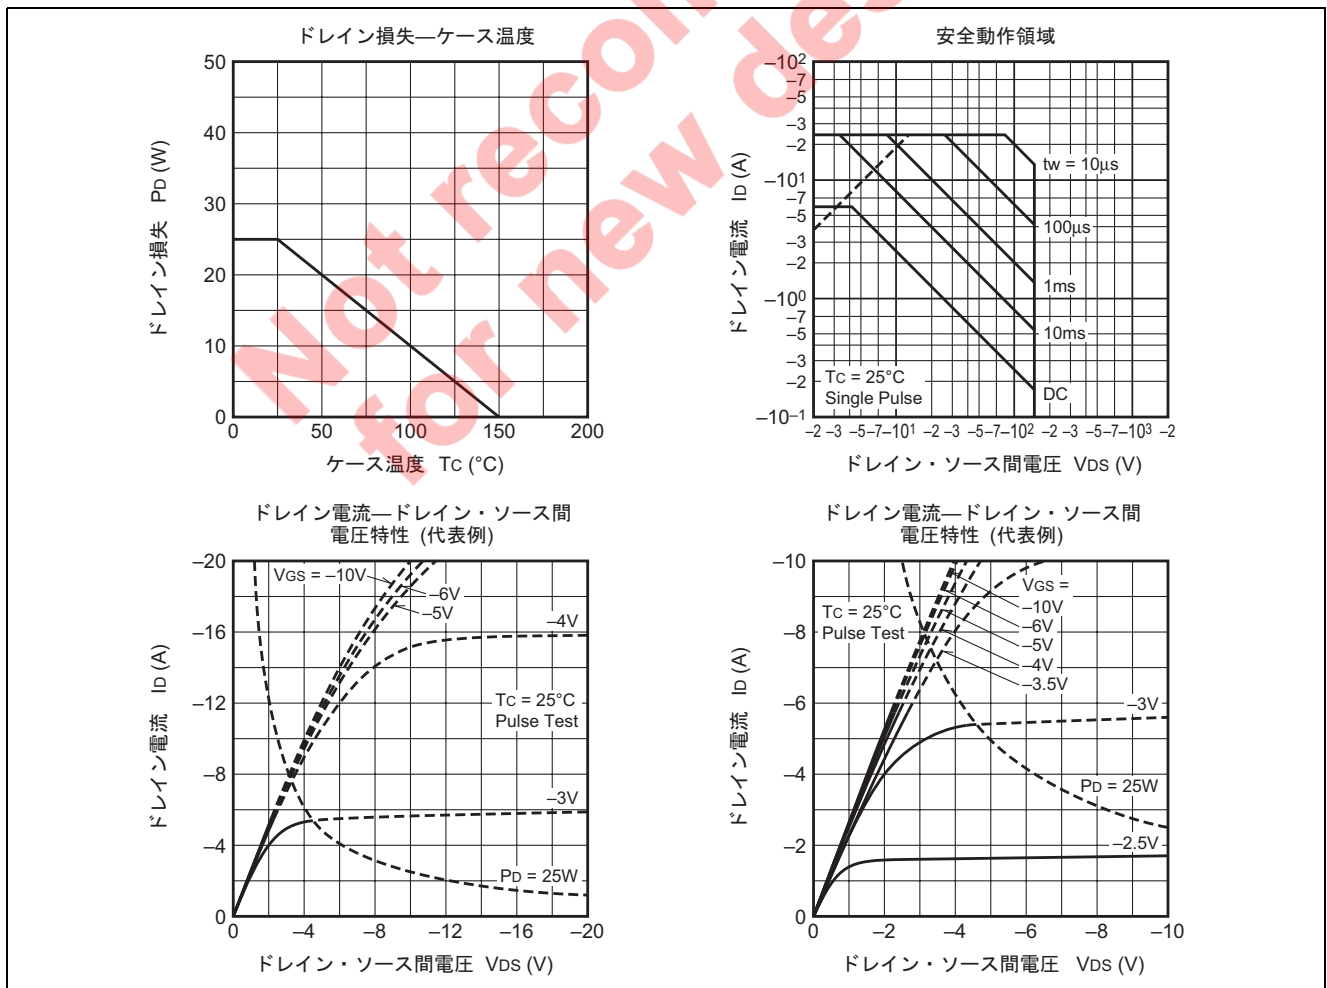 ドレイン損失―ケース温度
50
40
30
20
10
0
ドレイン損失 PD (W)
0 50 100 150 200
ケース温度 TC (°C)
安全動作領域
–10²
–7
–5
–3
–2
–10¹
–7
–5
–3
–2
–10⁰
–7
–5
–3
–2
–10⁻¹
ドレイン電流 ID (A)
tw = 10μs
100μs
1ms
10ms
DC
TC = 25°C
Single Pulse
–2 –3 –5–7–10¹ –2 –3 –5–7–10² –2 –3 –5–7–10³ –2
ドレイン・ソース間電圧 VDS (V)
ドレイン電流―ドレイン・ソース間
電圧特性 (代表例)
–20
–16
–12
–8
–4
0
ドレイン電流 ID (A)
VGS = –10V
–6V
–5V
–4V
TC = 25°C
Pulse Test
–3V
PD = 25W
0 –4 –8 –12 –16 –20
ドレイン・ソース間電圧 VDS (V)
ドレイン電流―ドレイン・ソース間
電圧特性 (代表例)
–10
–8
–6
–4
–2
0
ドレイン電流 ID (A)
TC = 25°C
Pulse Test
VGS =
–10V
–6V
–5V
–4V
–3.5V
–3V
PD = 25W
–2.5V
0 –2 –4 –6 –8 –10
ドレイン・ソース間電圧 VDS (V)
Not recom
for new des